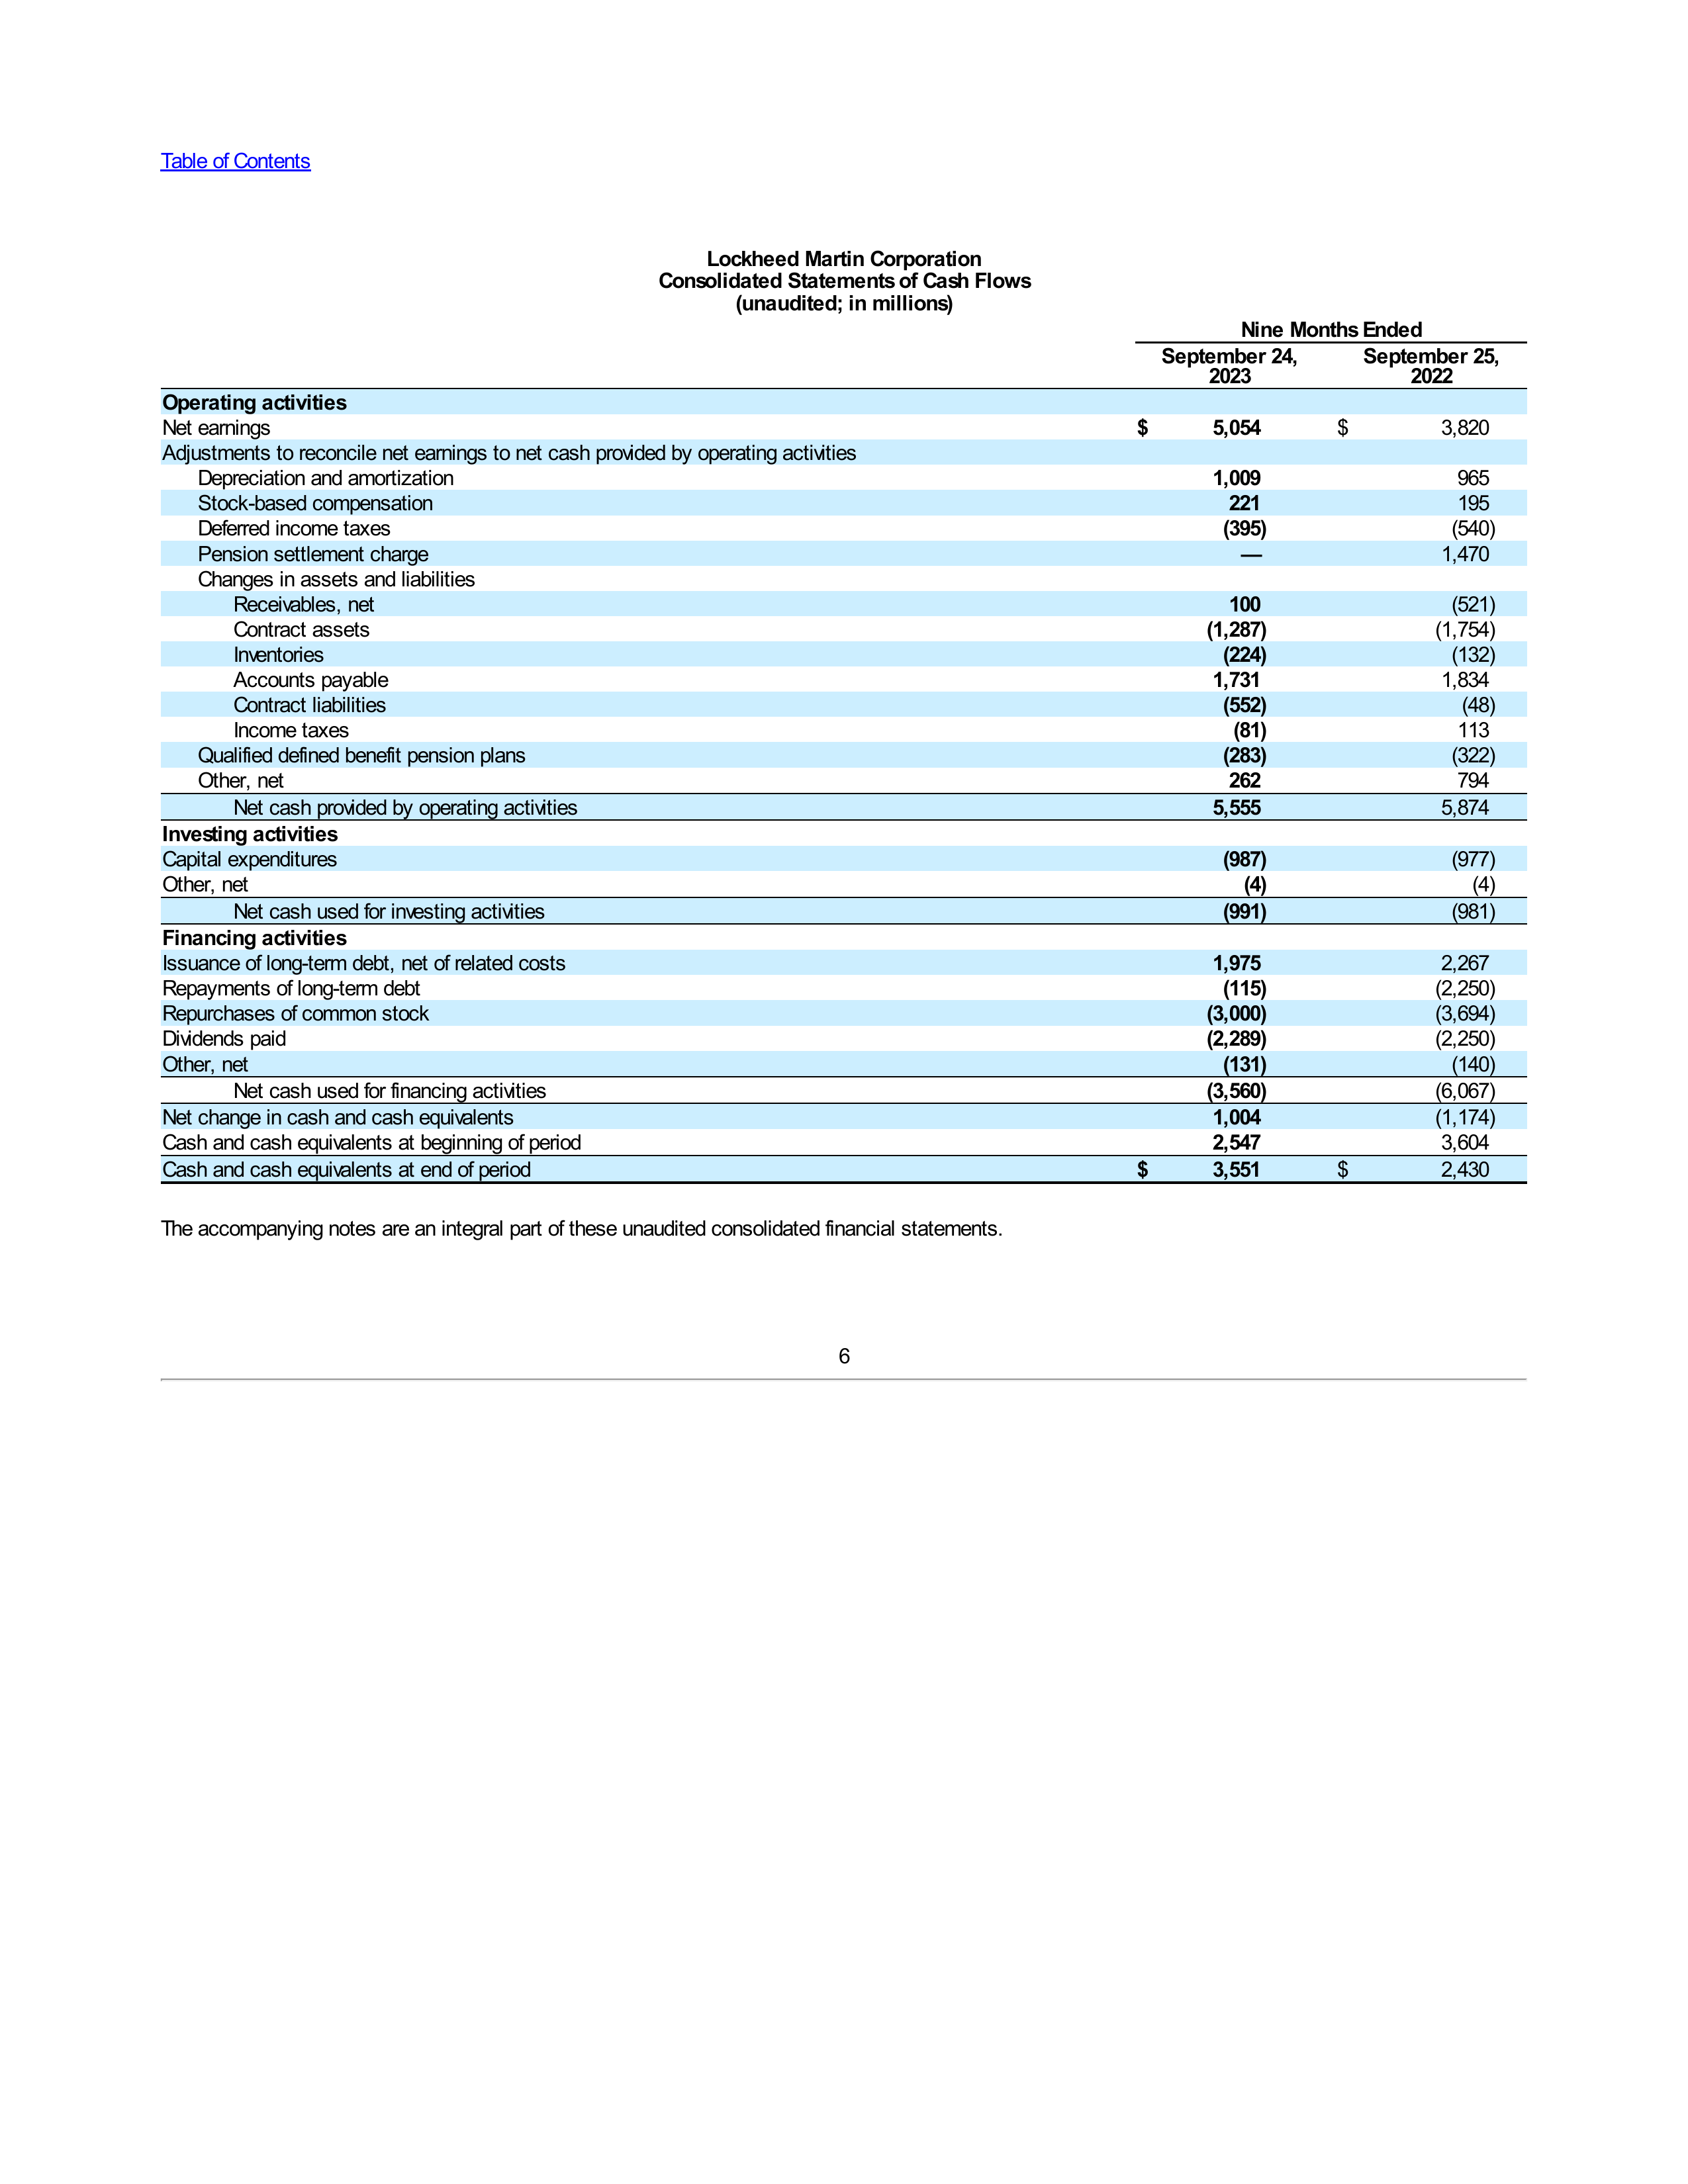 Table of Contents
Lockheed Martin Corporation
Consolidated Statements of Cash Flows
(unaudited; in millions)
Nine Months Ended
September 24, 2023 September 25, 2022
Operating activities
Net earnings $ 5,054 $ 3,820
Adjustments to reconcile net earnings to net cash provided by operating activities
Depreciation and amortization 1,009 965
Stock-based compensation 221 195
Deferred income taxes (395) (540)
Pension settlement charge — 1,470
Changes in assets and liabilities
Receivables, net 100 (521)
Contract assets (1,287) (1,754)
Inventories (224) (132)
Accounts payable 1,731 1,834
Contract liabilities (552) (48)
Income taxes (81) 113
Qualified defined benefit pension plans (283) (322)
Other, net 262 794
Net cash provided by operating activities 5,555 5,874
Investing activities
Capital expenditures (987) (977)
Other, net (4) (4)
Net cash used for investing activities (991) (981)
Financing activities
Issuance of long-term debt, net of related costs 1,975 2,267
Repayments of long-term debt (115) (2,250)
Repurchases of common stock (3,000) (3,694)
Dividends paid (2,289) (2,250)
Other, net (131) (140)
Net cash used for financing activities (3,560) (6,067)
Net change in cash and cash equivalents 1,004 (1,174)
Cash and cash equivalents at beginning of period 2,547 3,604
Cash and cash equivalents at end of period $ 3,551 $ 2,430
The accompanying notes are an integral part of these unaudited consolidated financial statements.
6